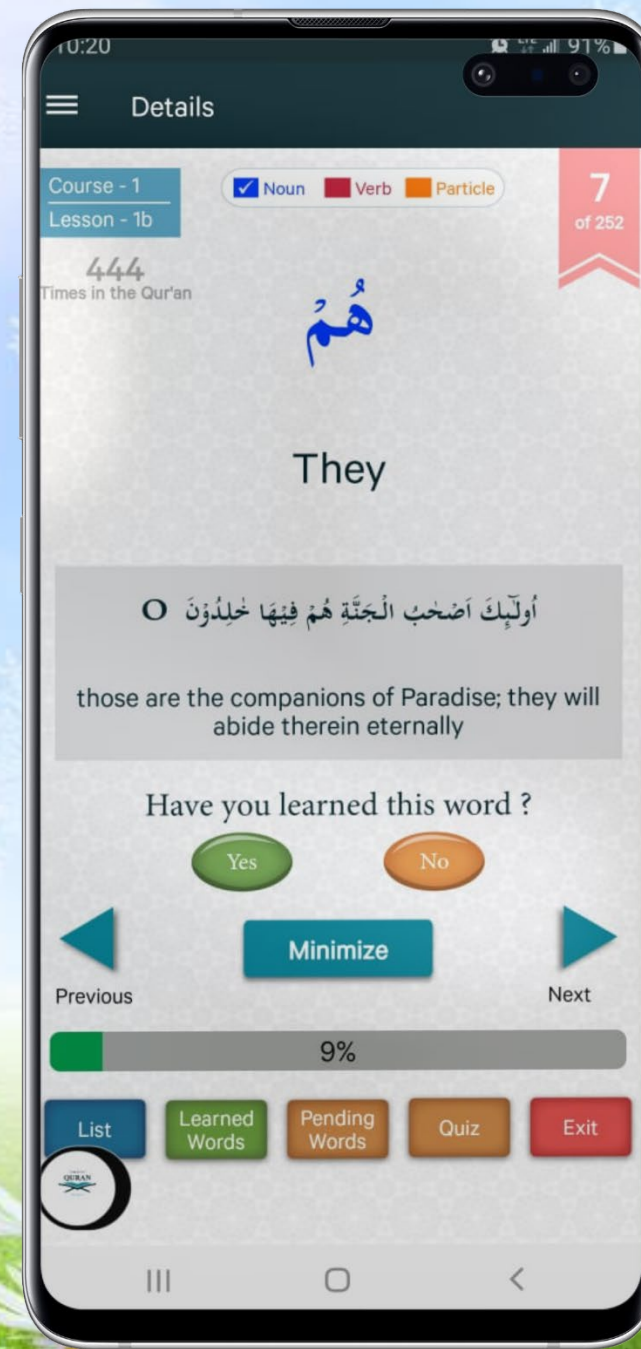 10:20
LTE 91%
Details
Course - 1
Lesson - 1b
Noun Verb Particle
7
of 252
444
Times in the Qur'an
هُمْ
They
اُولٰٓئِكَ اَصْحٰبُ الْجَنَّةِ هُمْ فِيْهَا خٰلِدُوْنَ O
those are the companions of Paradise; they will
abide therein eternally
Have you learned this word ?
Yes No
Minimize
Previous Next
9%
List Learned Words Pending Words Quiz Exit
QURAN